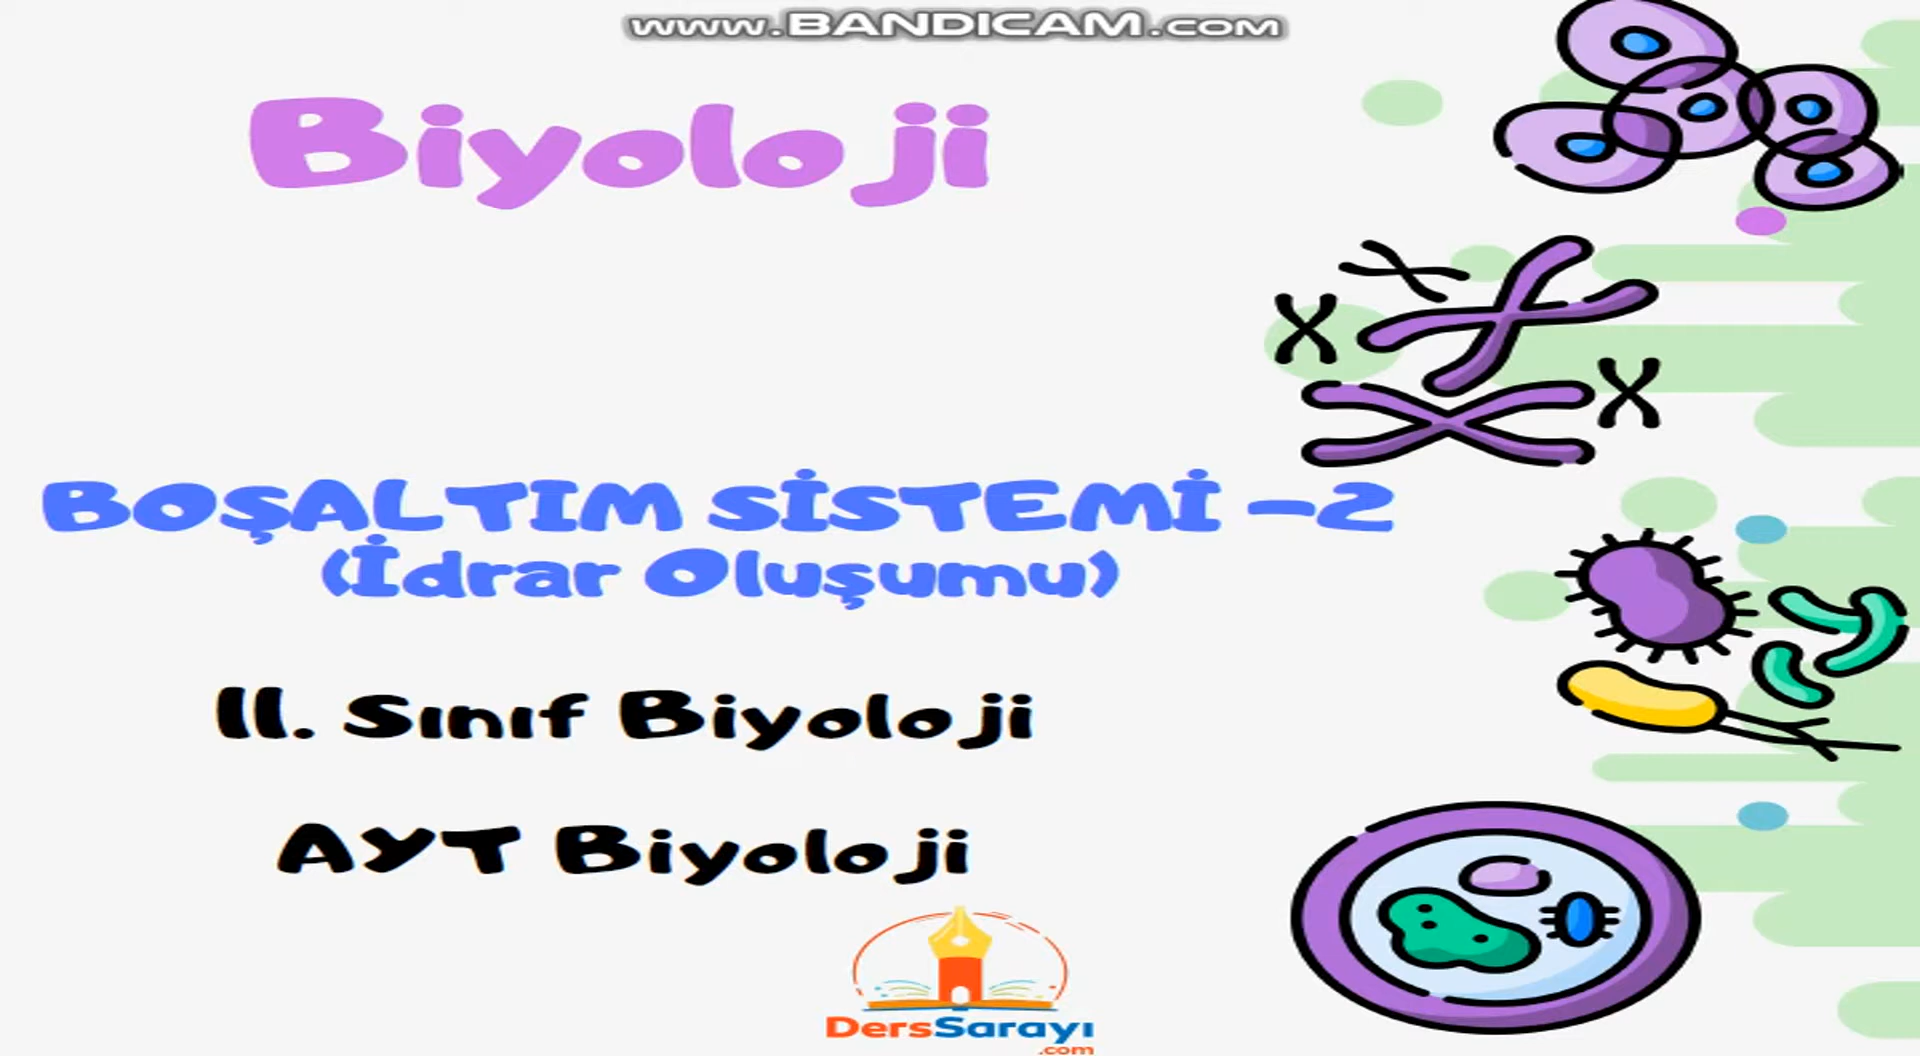 www.BANDICAM.com
Biyoloji
BOŞALTIM SİSTEMİ -2
(İdrar Oluşumu)
11. Sınıf Biyoloji
AYT Biyoloji
DersSarayı
.com